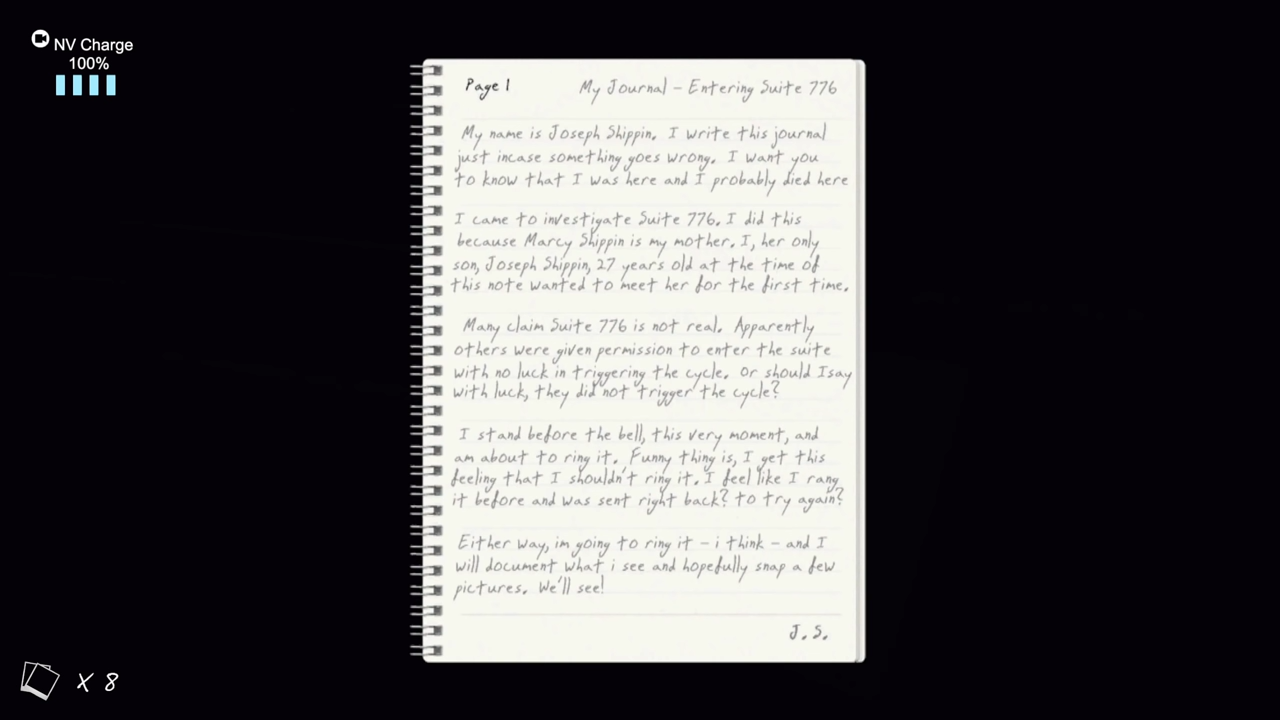 NV Charge
100%
Page 1
My Journal - Entering Suite 776
My name is Joseph Shippin. I write this journal
just incase something goes wrong. I want you
to know that I was here and I probably died here
I came to investigate Suite 776. I did this
because Marcy Shippin is my mother. I, her only
son, Joseph Shippin, 27 years old at the time of
this note wanted to meet her for the first time.
Many claim Suite 776 is not real. Apparently
others were given permission to enter the suite
with no luck in triggering the cycle. Or should I say
with luck, they did not trigger the cycle?
I stand before the bell, this very moment, and
am about to ring it. Funny thing is, I get this
feeling that I shouldn't ring it. I feel like I rang
it before and was sent right back? to try again?
Either way, im going to ring it - i think - and I
will document what i see and hopefully snap a few
pictures. We'll see!
J.S.
X 8